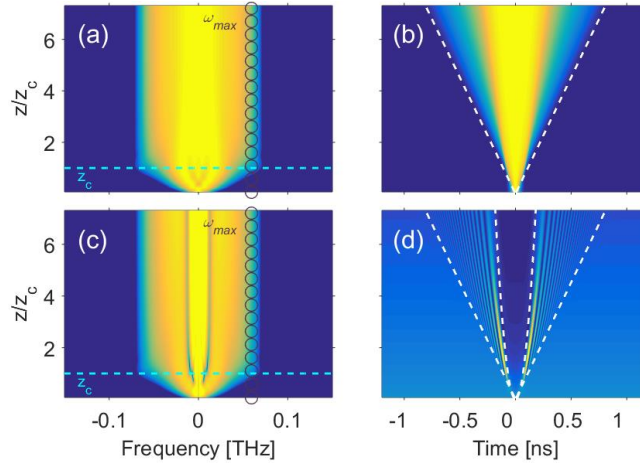 (a)
ω_max
(b)
z/z_c
6
4
2
z_c
(c)
ω_max
(d)
z/z_c
6
4
2
z_c
-0.1
0
0.1
-1
-0.5
0
0.5
1
Frequency [THz]
Time [ns]